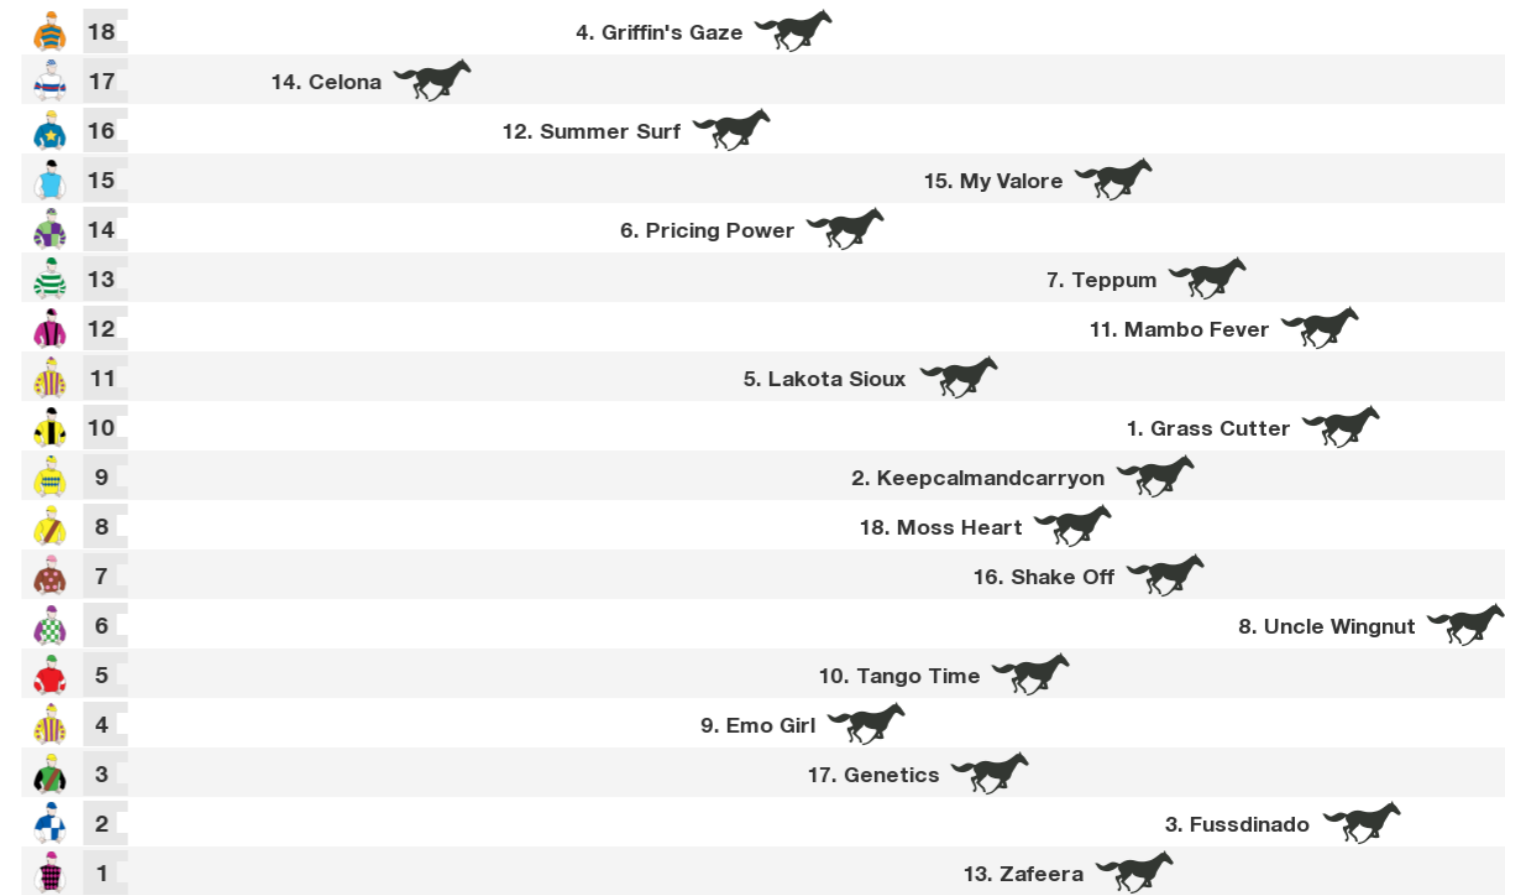 18 4. Griffin's Gaze
17 14. Celona
16 12. Summer Surf
15 15. My Valore
14 6. Pricing Power
13 7. Teppum
12 11. Mambo Fever
11 5. Lakota Sioux
10 1. Grass Cutter
9 2. Keepcalmandcarryon
8 18. Moss Heart
7 16. Shake Off
6 8. Uncle Wingnut
5 10. Tango Time
4 9. Emo Girl
3 17. Genetics
2 3. Fussdinado
1 13. Zafeera